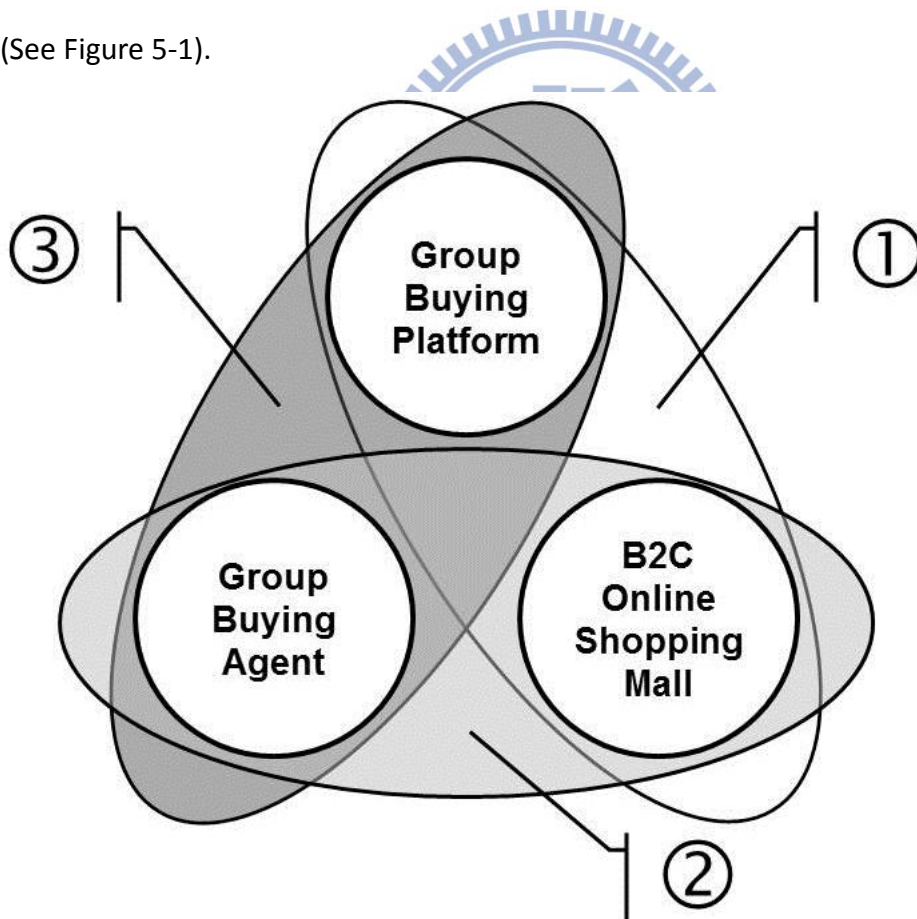 (See Figure 5-1).
③
①
Group
Buying
Platform
Group
Buying
Agent
B2C
Online
Shopping
Mall
②